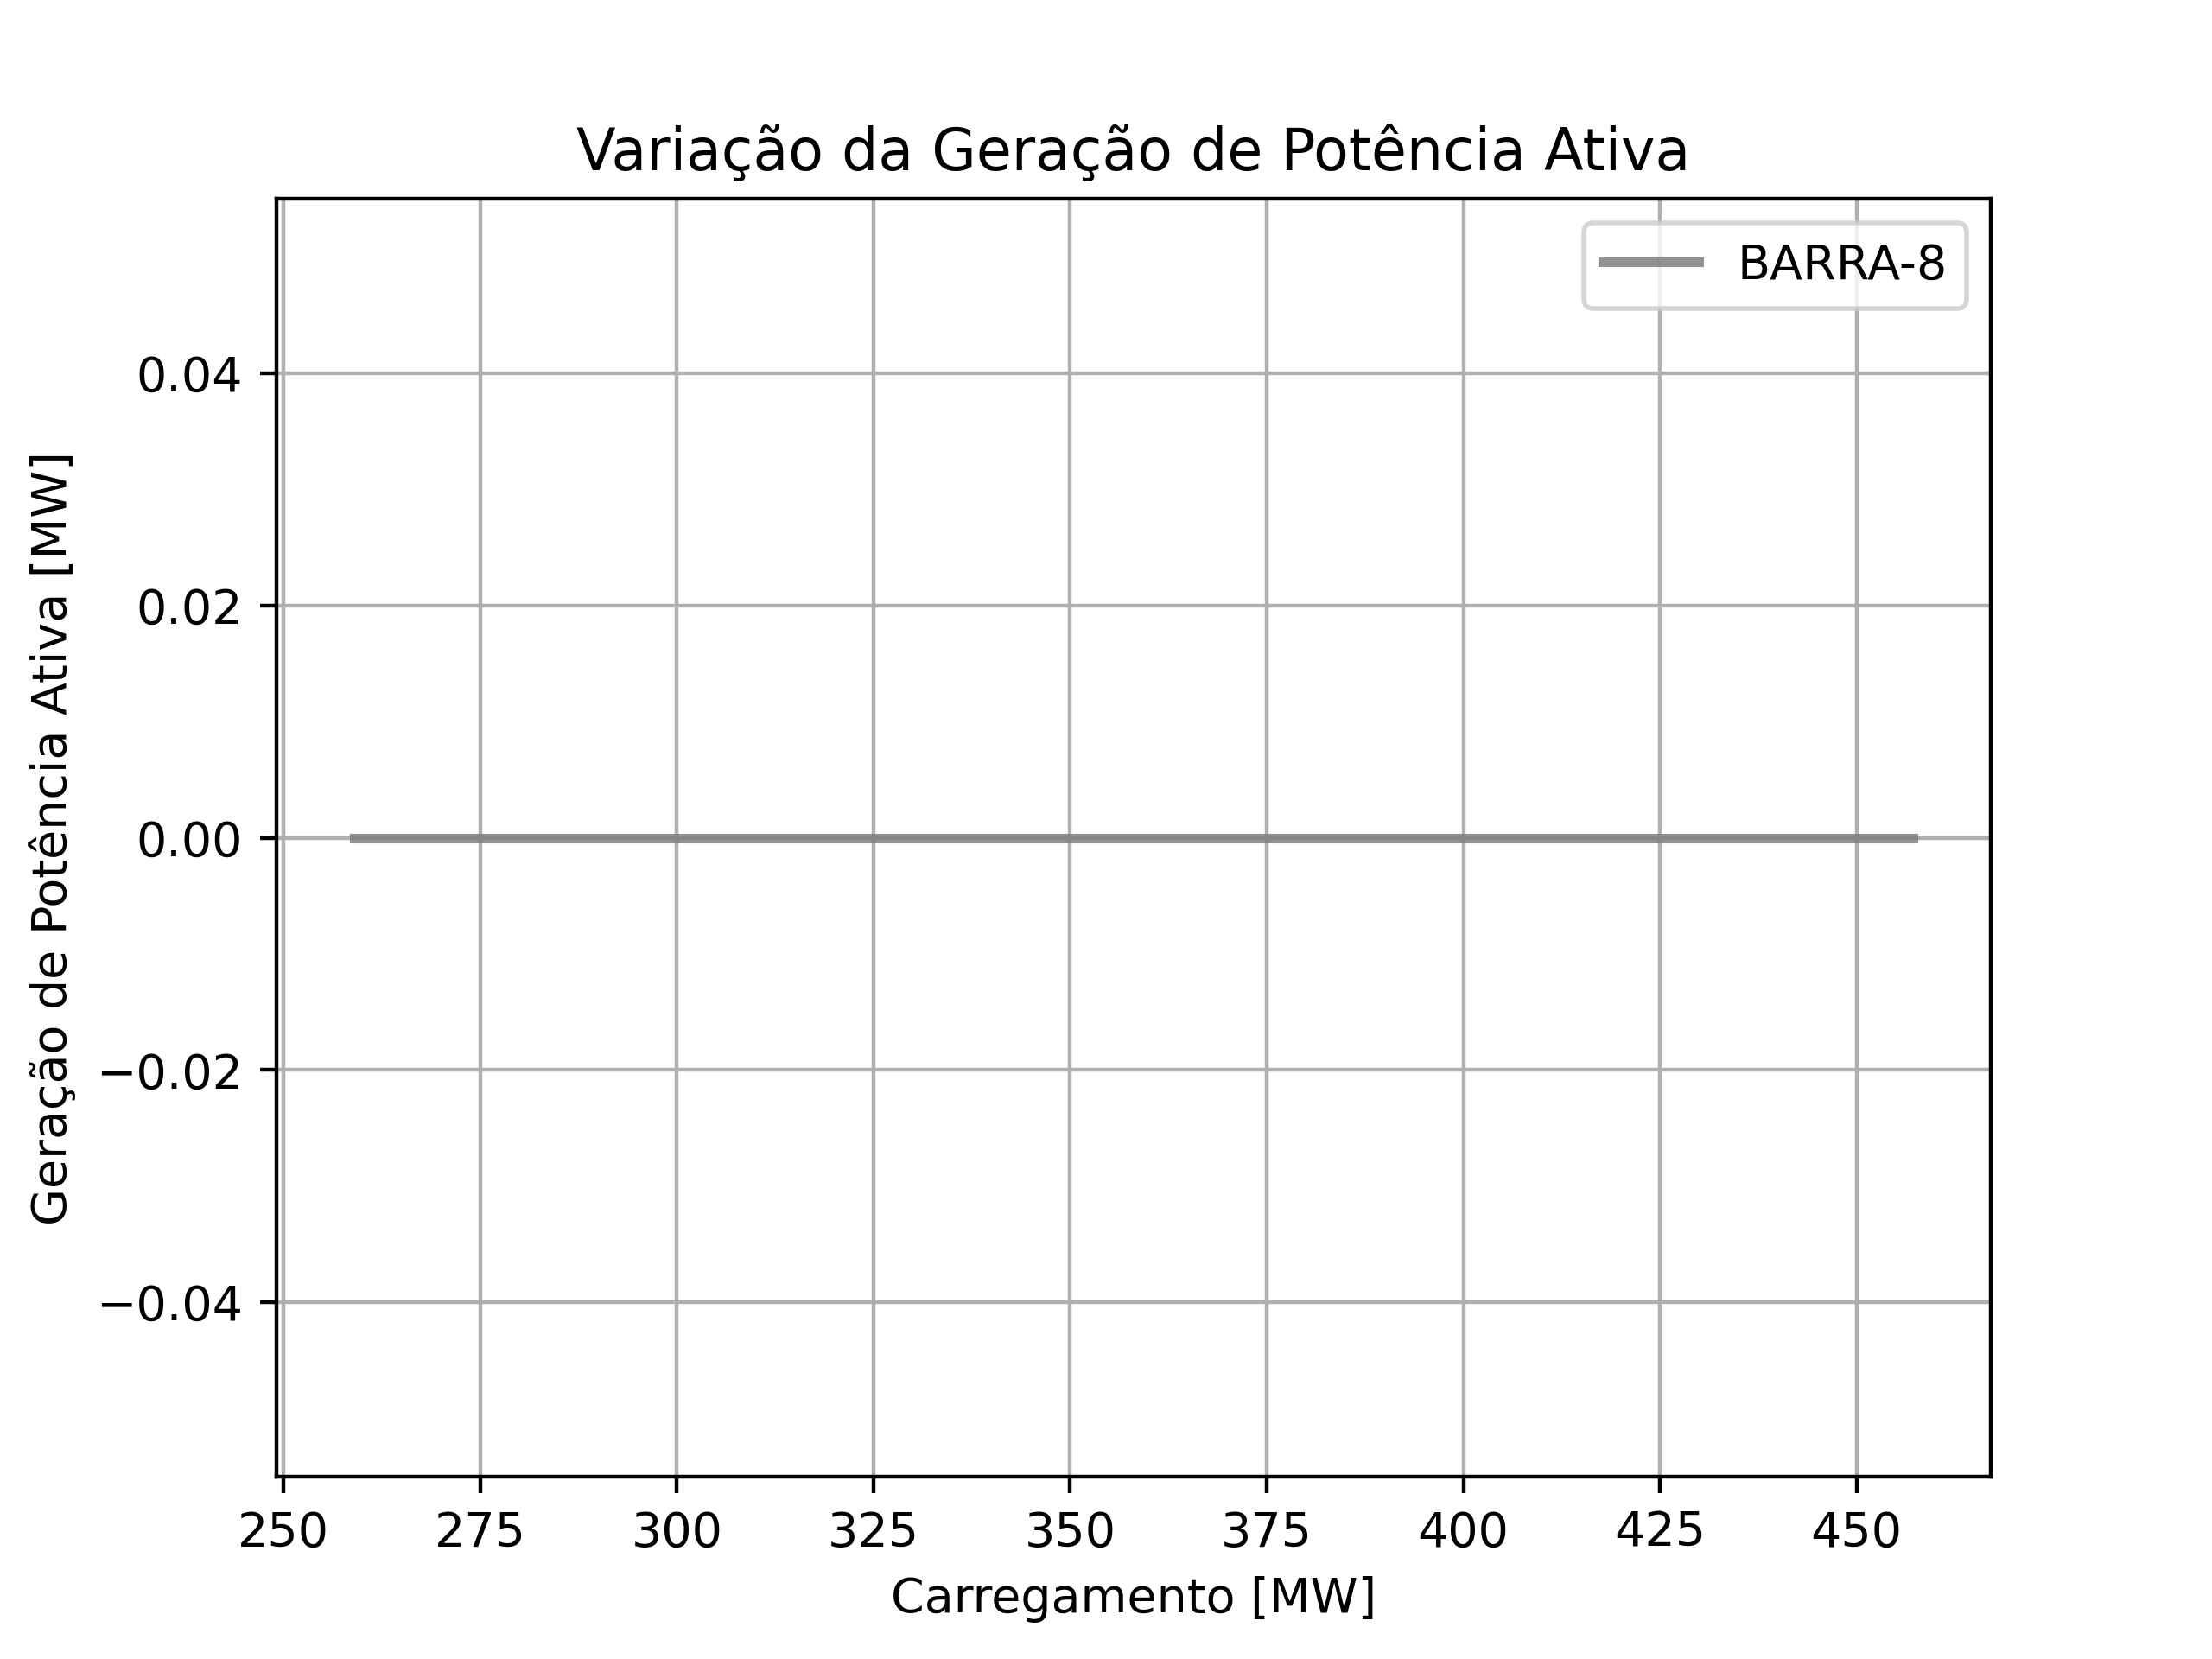 Variação da Geração de Potência Ativa
BARRA-8
Geração de Potência Ativa [MW]
0.04
0.02
0.00
−0.02
−0.04
250 275 300 325 350 375 400 425 450
Carregamento [MW]